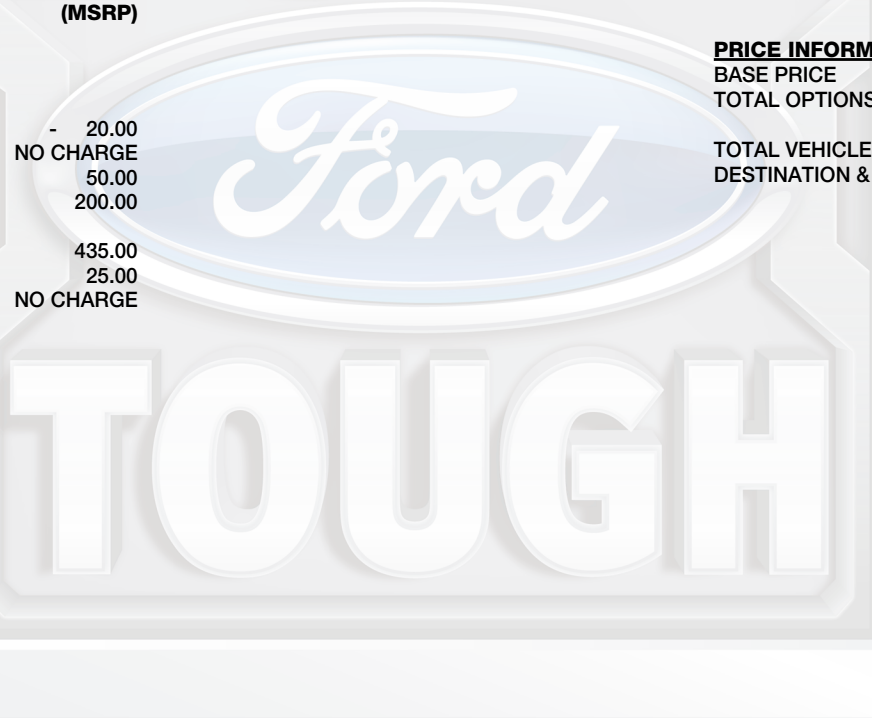 (MSRP)
- 20.00
NO CHARGE
50.00
200.00
435.00
25.00
NO CHARGE
PRICE INFORM
BASE PRICE
TOTAL OPTIONS
TOTAL VEHICLE
DESTINATION &
Ford
TOUGH